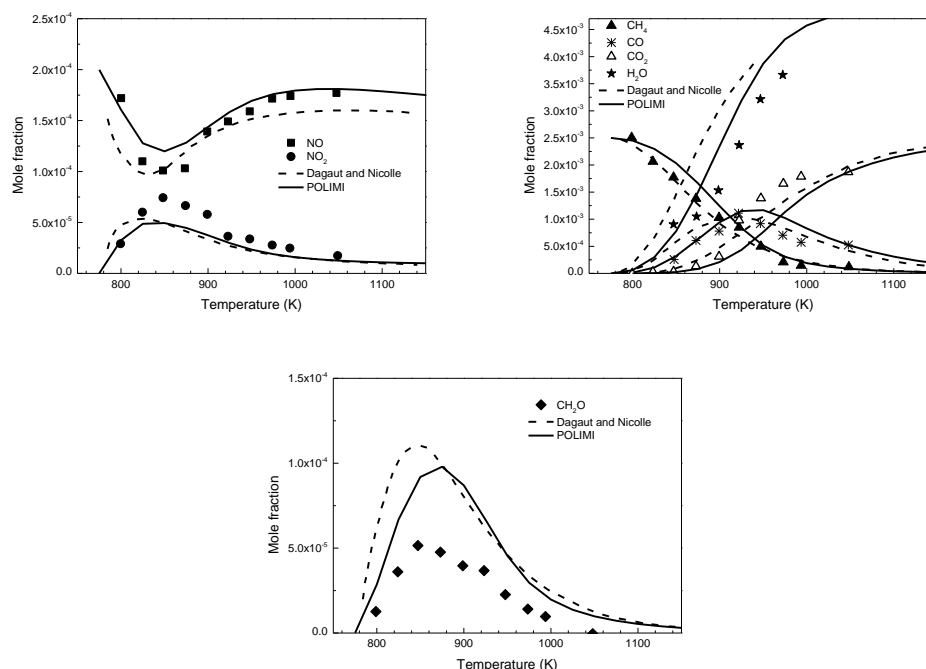 2.5x10⁻⁴
2.0x10⁻⁴
1.5x10⁻⁴
1.0x10⁻⁴
5.0x10⁻⁵
0.0
Mole fraction
NO
NO₂
Dagaut and Nicolle
POLIMI
800 900 1000 1100
Temperature (K)
4.5x10⁻³
4.0x10⁻³
3.5x10⁻³
3.0x10⁻³
2.5x10⁻³
2.0x10⁻³
1.5x10⁻³
1.0x10⁻³
5.0x10⁻⁴
0.0
Mole fraction
CH₄
CO
CO₂
H₂O
Dagaut and Nicolle
POLIMI
800 900 1000 1100
Temperature (K)
1.5x10⁻⁴
1.0x10⁻⁴
5.0x10⁻⁵
0.0
Mole fraction
CH₂O
Dagaut and Nicolle
POLIMI
800 900 1000 1100
Temperature (K)